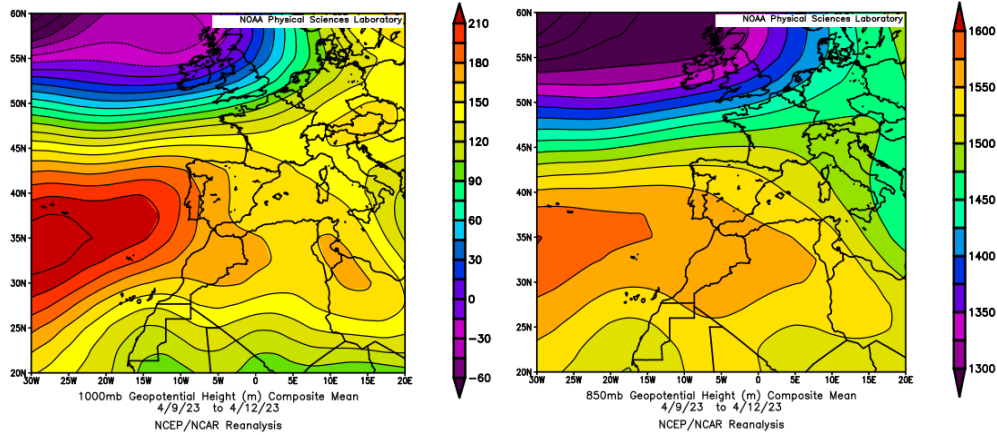 NOAA Physical Sciences Laboratory
60N
55N
50N
45N
40N
35N
30N
25N
20N
30W 25W 20W 15W 10W 5W 0 5E 10E 15E 20E
210
180
150
120
90
60
30
0
−30
−60
1000mb Geopotential Height (m) Composite Mean
4/9/23 to 4/12/23
NCEP/NCAR Reanalysis
NOAA Physical Sciences Laboratory
60N
55N
50N
45N
40N
35N
30N
25N
20N
30W 25W 20W 15W 10W 5W 0 5E 10E 15E 20E
1600
1550
1500
1450
1400
1350
1300
850mb Geopotential Height (m) Composite Mean
4/9/23 to 4/12/23
NCEP/NCAR Reanalysis